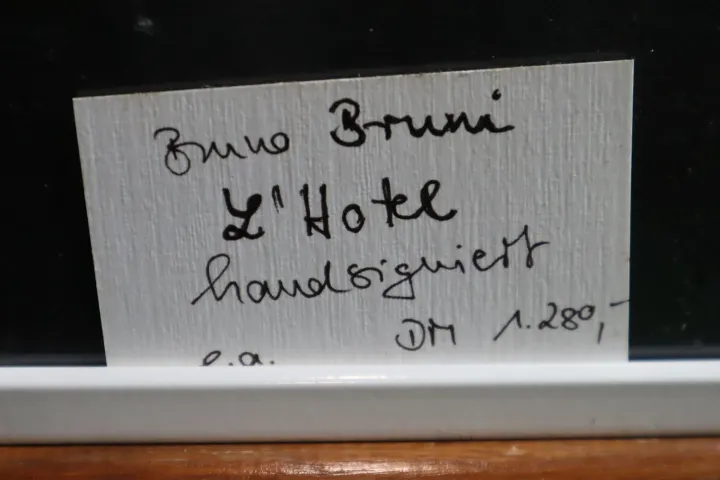 Bruno Bruni
L'Hotel
handsigniert
DM 1.280,-
e.a.